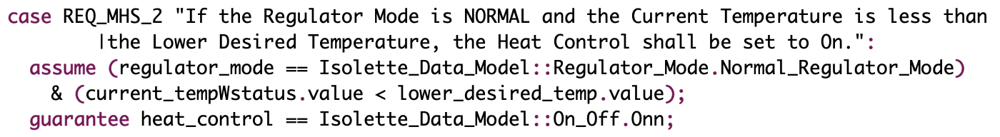 case REQ_MHS_2 "If the Regulator Mode is NORMAL and the Current Temperature is less than
|the Lower Desired Temperature, the Heat Control shall be set to On.":
assume (regulator_mode == Isolette_Data_Model::Regulator_Mode.Normal_Regulator_Mode)
& (current_tempWstatus.value < lower_desired_temp.value);
guarantee heat_control == Isolette_Data_Model::On_Off.Onn;